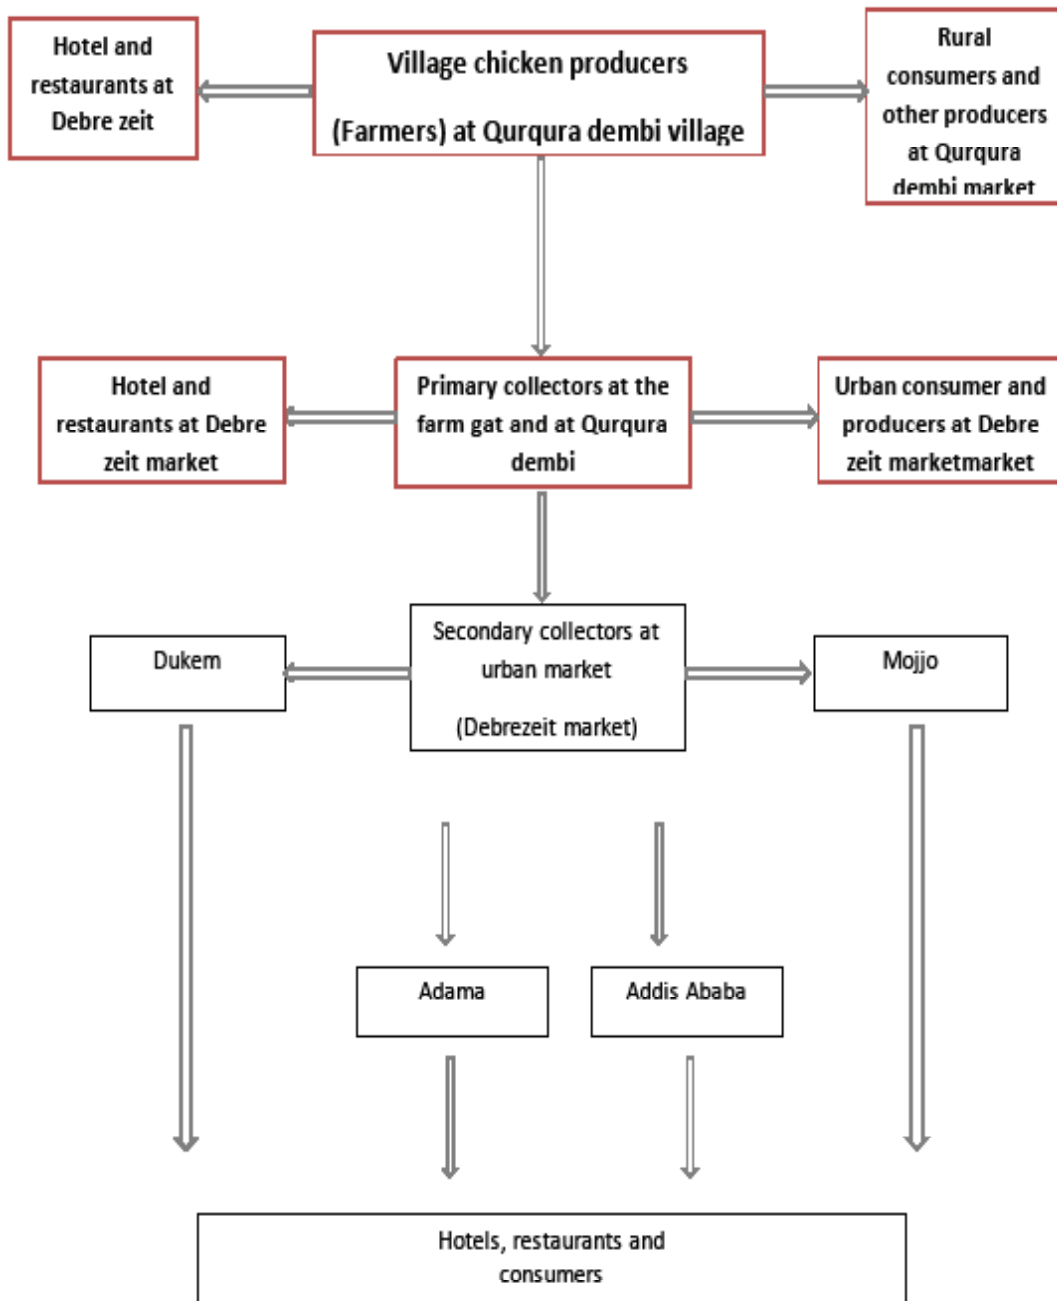 Hotel and
restaurants at
Debre zeit
Village chicken producers
(Farmers) at Qurqura dembi village
Rural
consumers and
other producers
at Qurqura
dembi market
Hotel and
restaurants at Debre
zeit market
Primary collectors at the
farm gat and at Qurqura
dembi
Urban consumer and
producers at Debre
zeit marketmarket
Dukem
Secondary collectors at
urban market
(Debrezeit market)
Mojjo
Adama
Addis Ababa
Hotels, restaurants and
consumers